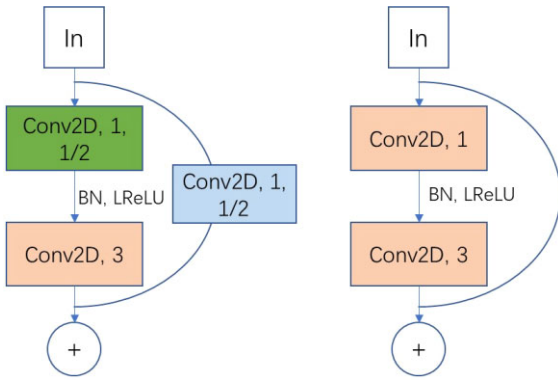 In
Conv2D, 1,
1/2
BN, LReLU
Conv2D, 1,
1/2
Conv2D, 3
+
In
Conv2D, 1
BN, LReLU
Conv2D, 3
+